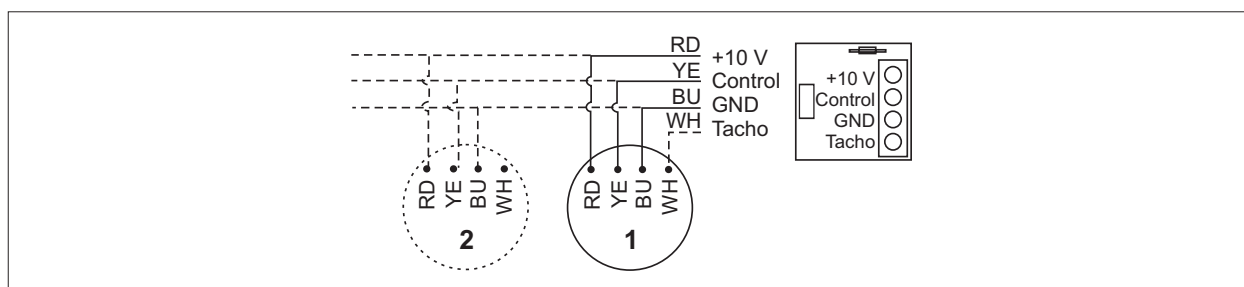 RD +10 V
YE Control
BU GND
WH Tacho
+10 V
Control
GND
Tacho
RD YE BU WH
2
RD YE BU WH
1